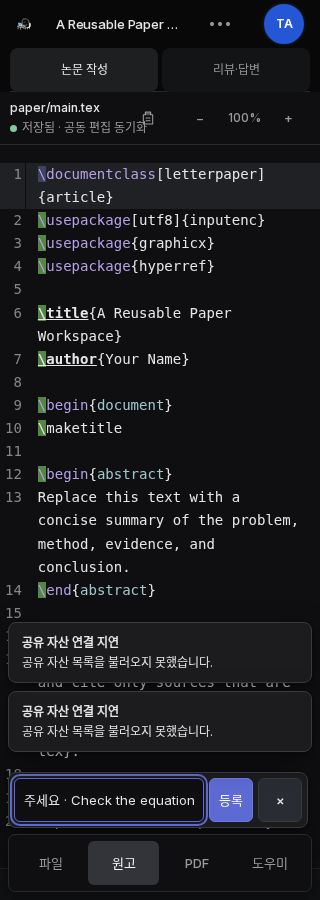 A Reusable Paper ...
TA
논문 작성
리뷰·답변
paper/main.tex
저장됨 · 공동 편집 동기화
– 100% +
1 \documentclass[letterpaper]
{article}
2 \usepackage[utf8]{inputenc}
3 \usepackage{graphicx}
4 \usepackage{hyperref}
5
6 \title{A Reusable Paper
Workspace}
7 \author{Your Name}
8
9 \begin{document}
10 \maketitle
11
12 \begin{abstract}
13 Replace this text with a
concise summary of the problem,
method, evidence, and
conclusion.
14 \end{abstract}
15
공유 자산 연결 지연
공유 자산 목록을 불러오지 못했습니다.
and cite only sources that are
공유 자산 연결 지연
공유 자산 목록을 불러오지 못했습니다.
tex}.
주세요 · Check the equation
등록
×
파일
원고
PDF
도우미